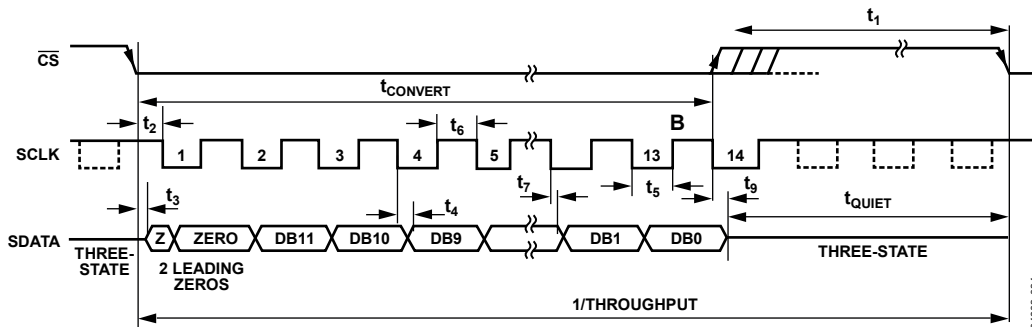 t1
CS
tCONVERT
t2
t6
B
SCLK
1
2
3
4
5
13
14
t3
t4
t7
t5
t9
tQUIET
SDATA
Z
ZERO
DB11
DB10
DB9
DB1
DB0
THREE-
STATE
2 LEADING
ZEROS
THREE-STATE
1/THROUGHPUT